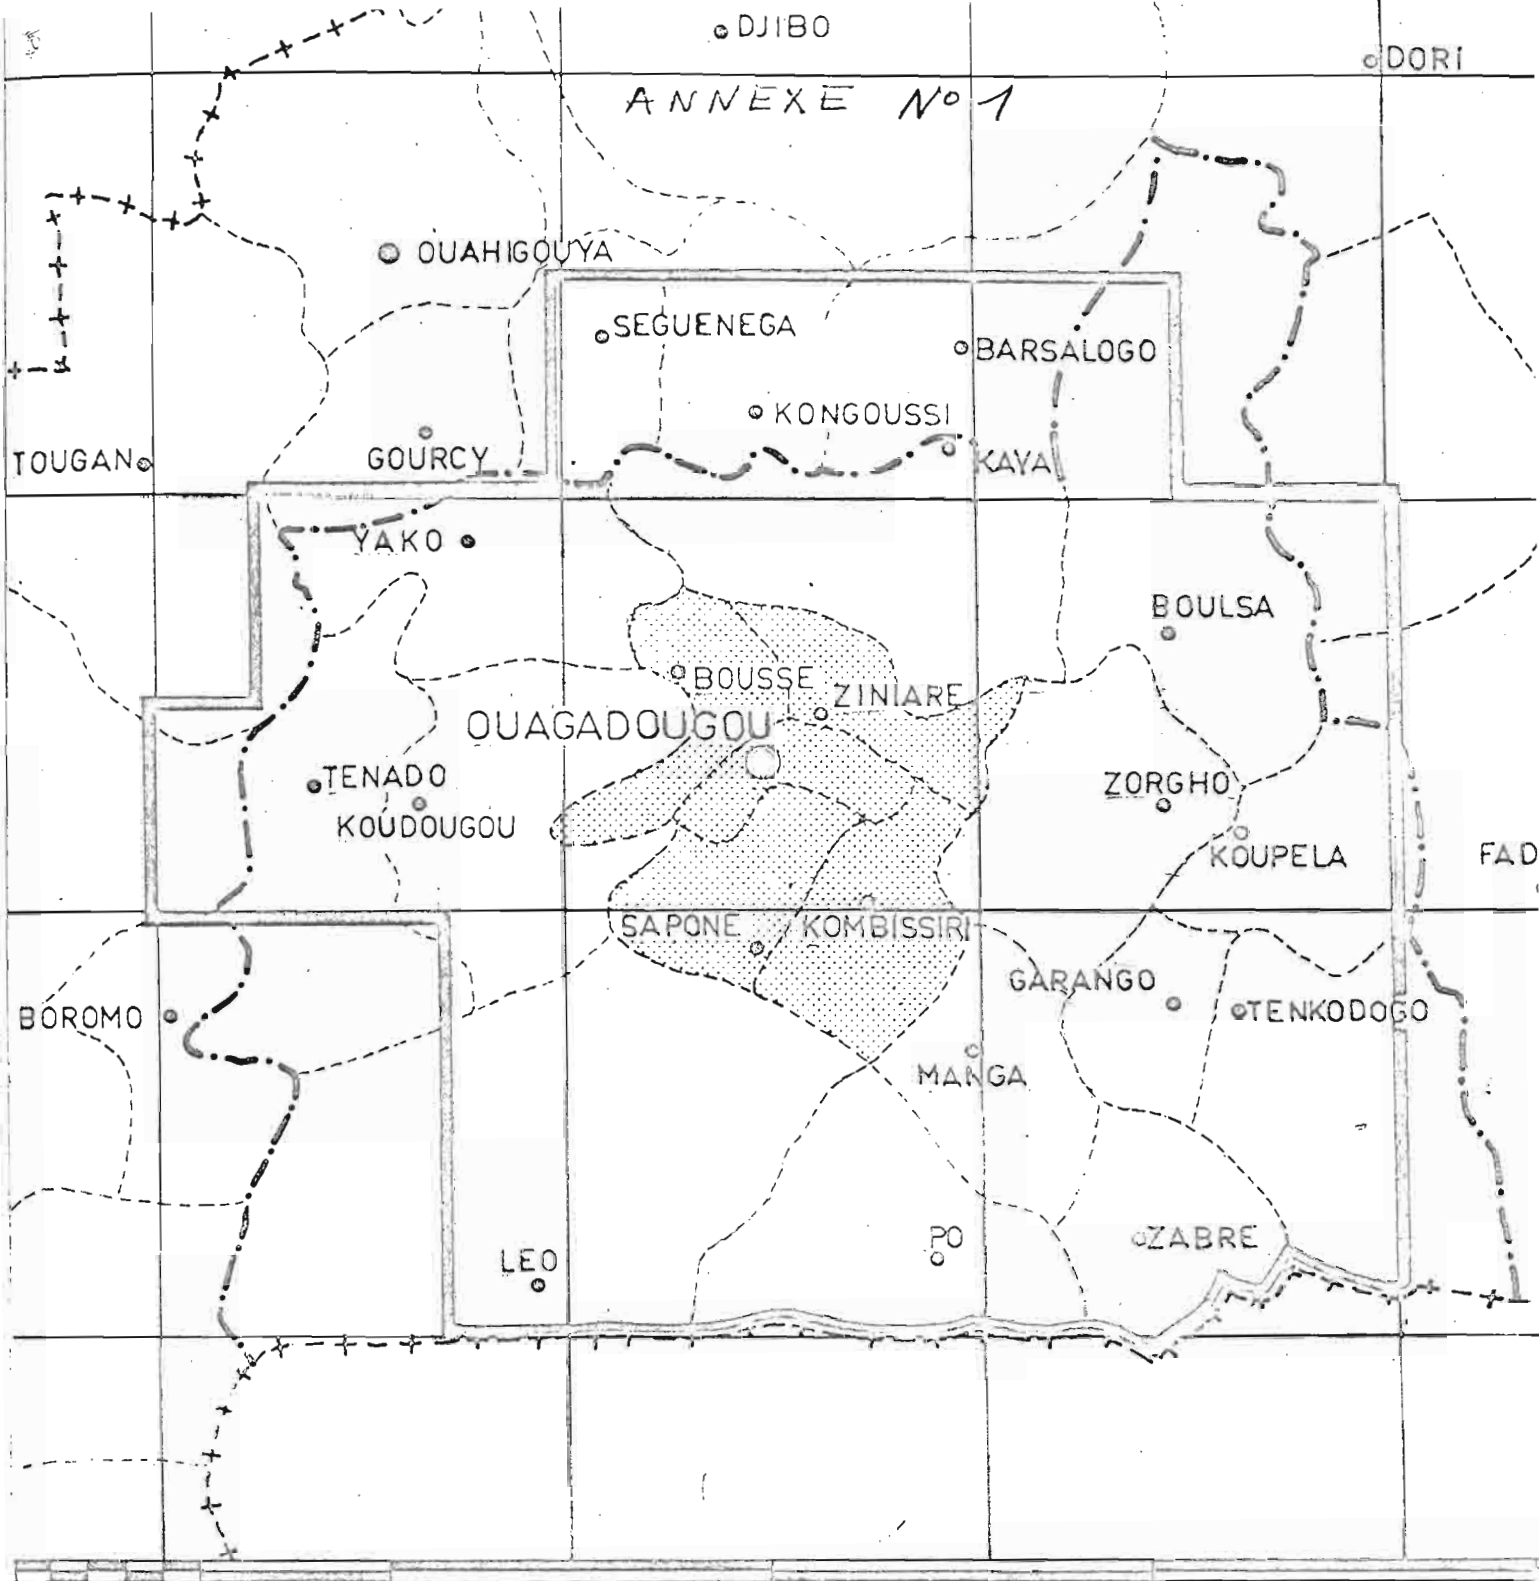 DJIBO
DORI
ANNEXE No 1
OUAHIGOUYA
SEGUENEGA
BARSALOGO
KONGOUSSI
TOUGAN
GOURCY
KAYA
YAKO
BOULSA
BOUSSE
ZINIARE
OUAGADOUGOU
TENADO
ZORGHO
KOUDOUGOU
KOUPELA
FAD
SAPONE
KOMBISSIRI
GARANGO
BOROMO
TENKODOGO
MANGA
PO
ZABRE
LEO